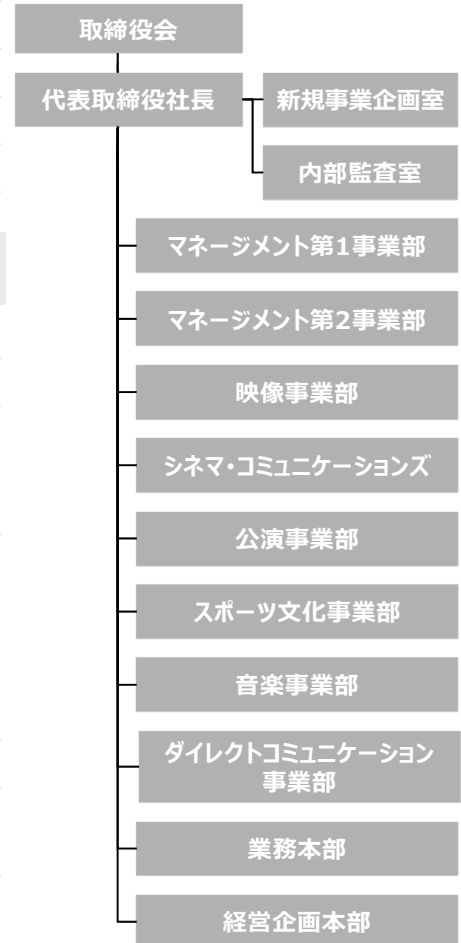 取締役会
代表取締役社長
新規事業企画室
内部監査室
マネージメント第1事業部
マネージメント第2事業部
映像事業部
シネマ・コミュニケーションズ
公演事業部
スポーツ文化事業部
音楽事業部
ダイレクトコミュニケーション
事業部
業務本部
経営企画本部